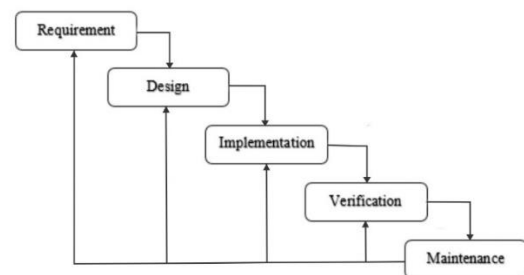 Requirement
Design
Implementation
Verification
Maintenance